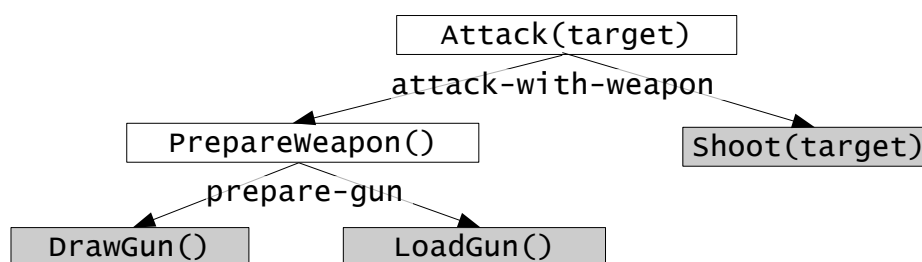 Attack(target)
attack-with-weapon
PrepareWeapon()
Shoot(target)
prepare-gun
DrawGun()
LoadGun()